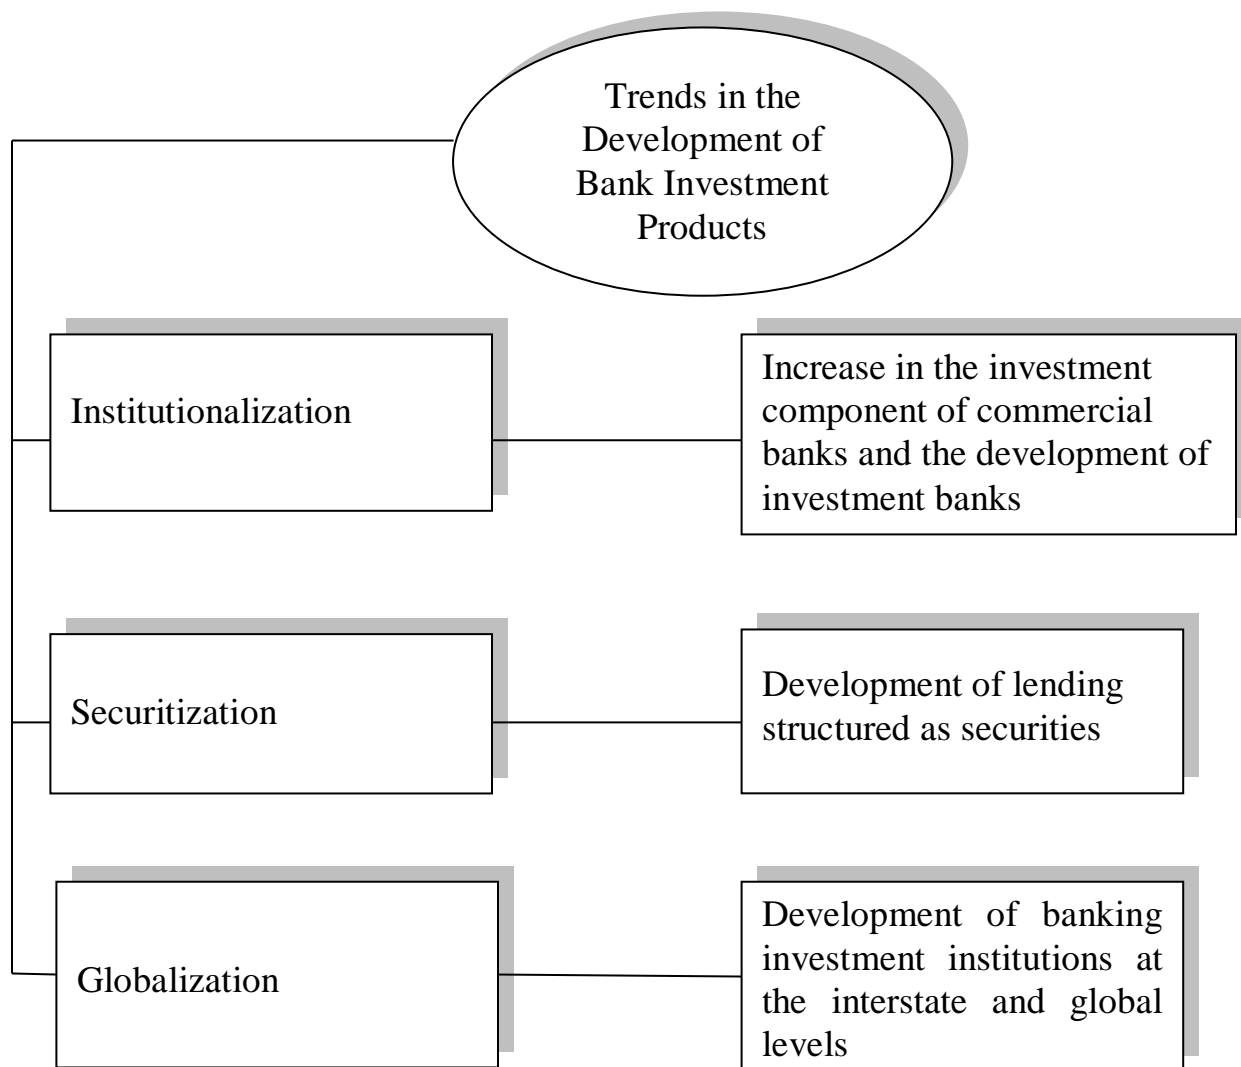 Trends in the
Development of
Bank Investment
Products
Institutionalization
Increase in the investment
component of commercial
banks and the development of
investment banks
Securitization
Development of lending
structured as securities
Globalization
Development of banking
investment institutions at
the interstate and global
levels